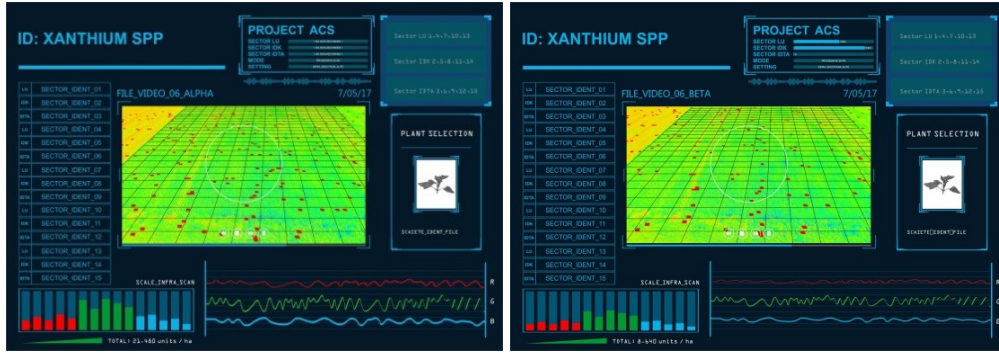 ID: XANTHIUM SPP
PROJECT ACS
SECTOR LU
SECTOR IDK
SECTOR IDTA
MODE
SETTING
Sector LU 1-4-7-10-13
Sector IDK 2-5-8-11-14
Sector IDTA 3-6-9-12-15
FILE_VIDEO_06_ALPHA
7/05/17
LU SECTOR_IDENT_01
IDK SECTOR_IDENT_02
IDTA SECTOR_IDENT_03
LU SECTOR_IDENT_04
IDK SECTOR_IDENT_05
IDTA SECTOR_IDENT_06
LU SECTOR_IDENT_07
IDK SECTOR_IDENT_08
IDTA SECTOR_IDENT_09
LU SECTOR_IDENT_10
IDK SECTOR_IDENT_11
IDTA SECTOR_IDENT_12
LU SECTOR_IDENT_13
IDK SECTOR_IDENT_14
IDTA SECTOR_IDENT_15
PLANT SELECTION
SCALE_INFRA_SCAN
R
G
B
TOTAL: 21.480 units / ha
ID: XANTHIUM SPP
PROJECT ACS
SECTOR LU
SECTOR IDK
SECTOR IDTA
MODE
SETTING
Sector LU 1-4-7-10-13
Sector IDK 2-5-8-11-14
Sector IDTA 3-6-9-12-15
FILE_VIDEO_06_BETA
7/05/17
LU SECTOR_IDENT_01
IDK SECTOR_IDENT_02
IDTA SECTOR_IDENT_03
LU SECTOR_IDENT_04
IDK SECTOR_IDENT_05
IDTA SECTOR_IDENT_06
LU SECTOR_IDENT_07
IDK SECTOR_IDENT_08
IDTA SECTOR_IDENT_09
LU SECTOR_IDENT_10
IDK SECTOR_IDENT_11
IDTA SECTOR_IDENT_12
LU SECTOR_IDENT_13
IDK SECTOR_IDENT_14
IDTA SECTOR_IDENT_15
PLANT SELECTION
SCALE_INFRA_SCAN
R
G
B
TOTAL: 8.640 units / ha